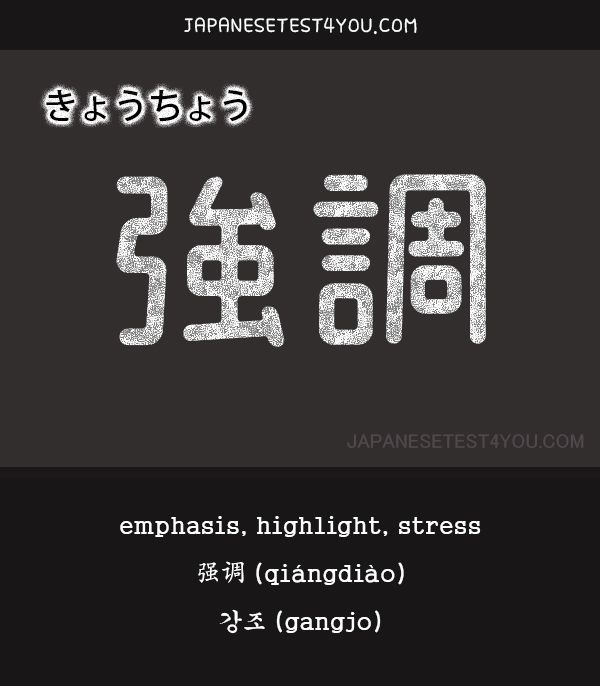 JAPANESETEST4YOU.COM
きょうちょう
強調
JAPANESETEST4YOU.COM
emphasis, highlight, stress
强调 (qiángdiào)
강조 (gangjo)